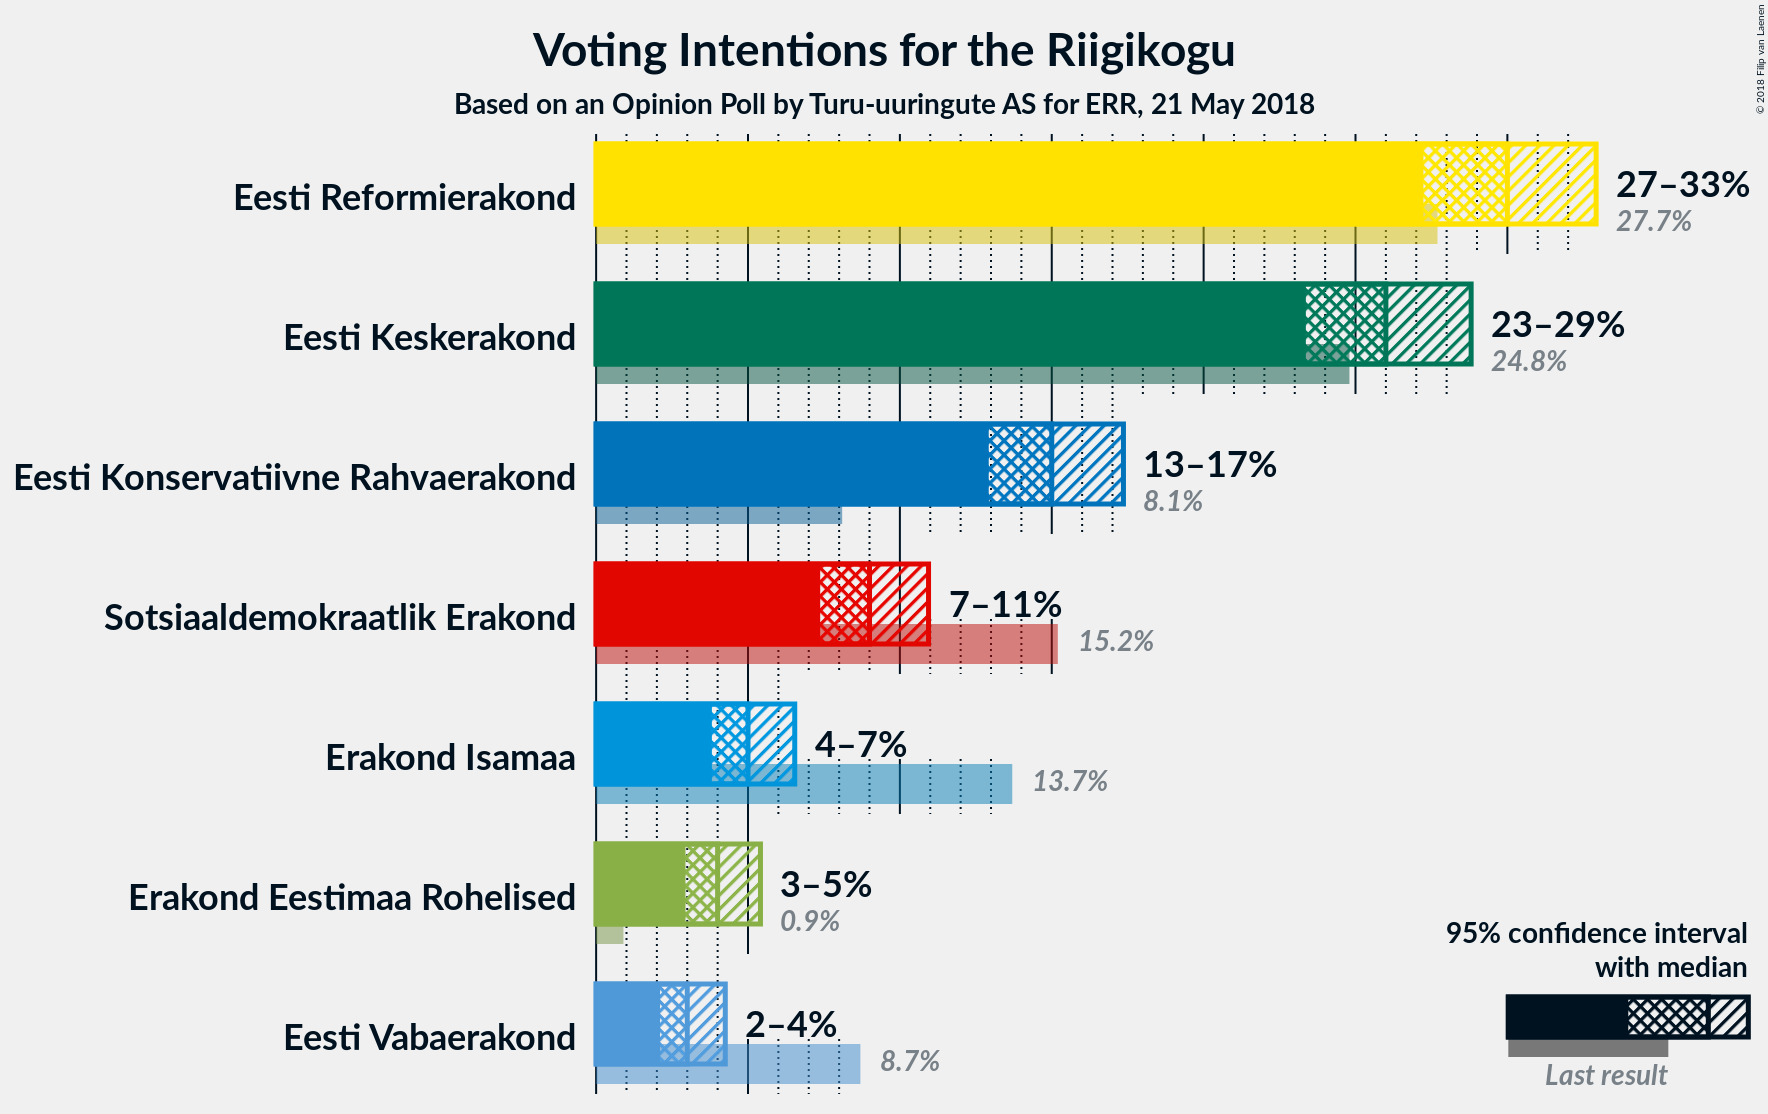 Voting Intentions for the Riigikogu
Based on an Opinion Poll by Turu-uuringute AS for ERR, 21 May 2018
© 2018 Filip van Laenen
Eesti Reformierakond
27–33%
27.7%
Eesti Keskerakond
23–29%
24.8%
Eesti Konservatiivne Rahvaerakond
13–17%
8.1%
Sotsiaaldemokraatlik Erakond
7–11%
15.2%
Erakond Isamaa
4–7%
13.7%
Erakond Eestimaa Rohelised
3–5%
0.9%
Eesti Vabaerakond
2–4%
8.7%
95% confidence interval
with median
Last result